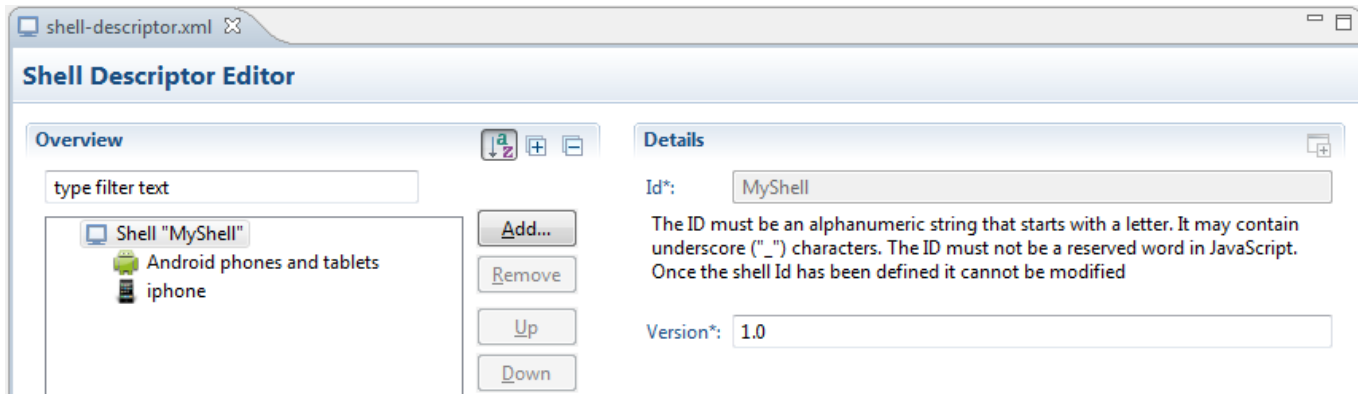 shell-descriptor.xml
Shell Descriptor Editor
Overview
type filter text
Shell "MyShell"
Android phones and tablets
iphone
Add...
Remove
Up
Down
Details
Id*: MyShell
The ID must be an alphanumeric string that starts with a letter. It may contain
underscore ("_") characters. The ID must not be a reserved word in JavaScript.
Once the shell Id has been defined it cannot be modified
Version*: 1.0